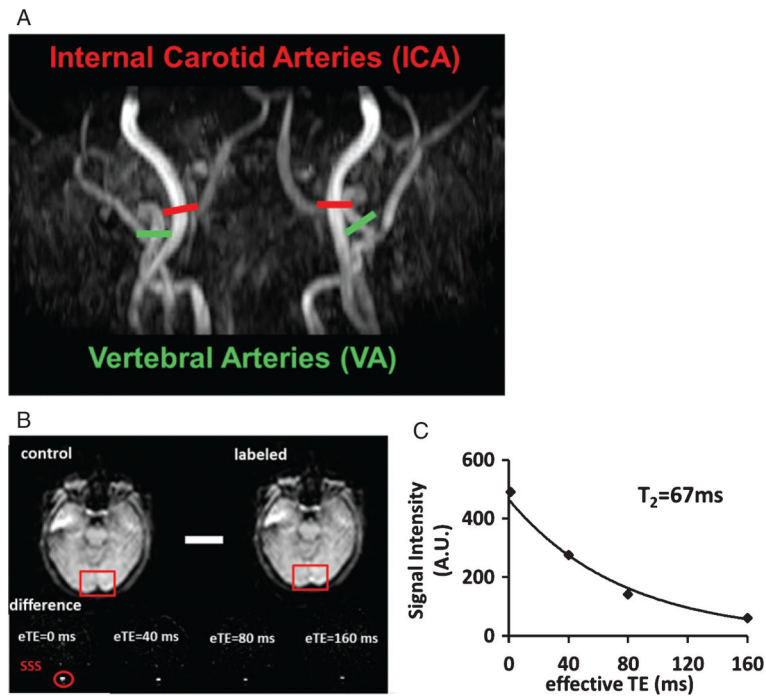 A
Internal Carotid Arteries (ICA)
Vertebral Arteries (VA)
B
control
labeled
difference
eTE=0 ms
eTE=40 ms
eTE=80 ms
eTE=160 ms
SSS
C
T2=67ms
Signal Intensity
(A.U.)
600
400
200
0
0 40 80 120 160
effective TE (ms)